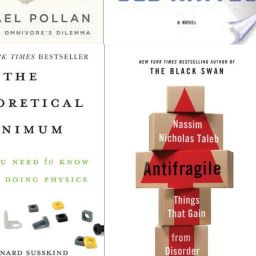 AEL POLLAN
OMNIVORE'S DILEMMA
A NOVEL
K TIMES BESTSELLER
THE
ORETICAL
NIMUM
OU NEED to KNOW
DOING PHYSICS
NARD SUSSKIND
NEW YORK TIMES BESTSELLING AUTHOR OF
THE BLACK SWAN
Nassim
Nicholas Taleb
Antifragile
Things
That Gain
from
Disorder